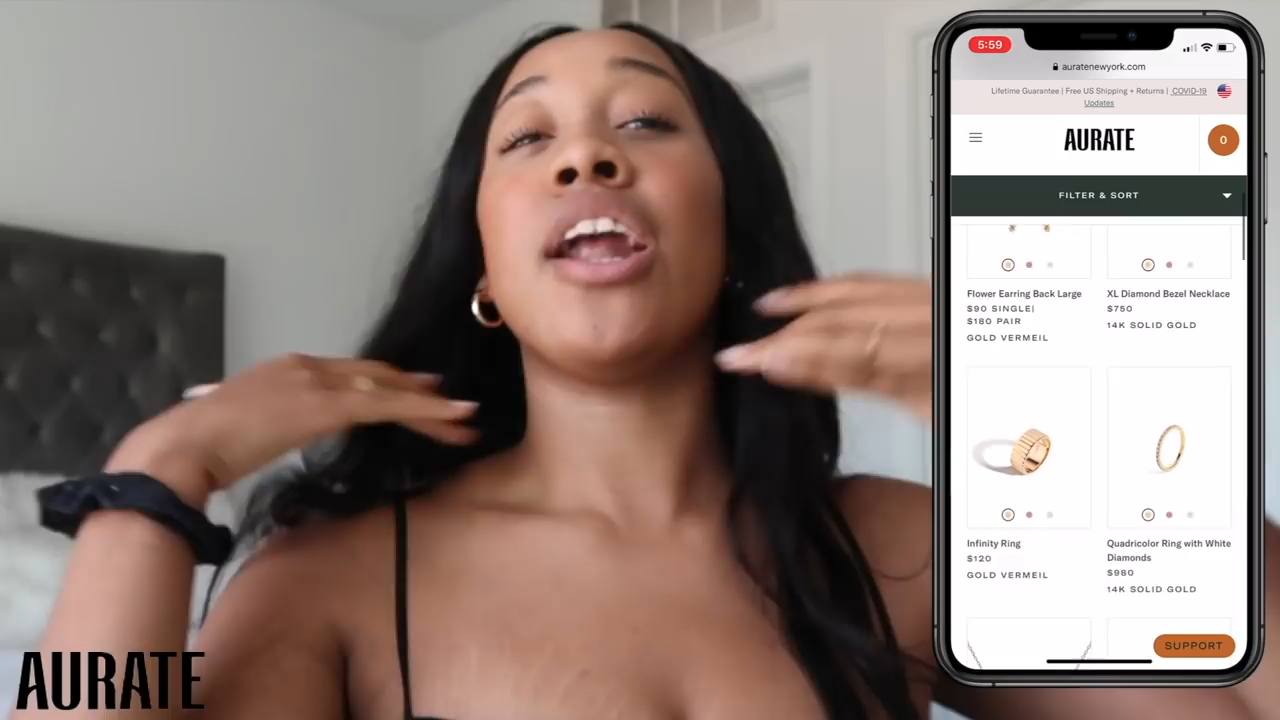 5:59
auratenewyork.com
Lifetime Guarantee | Free US Shipping + Returns | COVID-19
Updates
AURATE
0
FILTER & SORT
Flower Earring Back Large
$90 SINGLE|
$180 PAIR
GOLD VERMEIL
XL Diamond Bezel Necklace
$750
14K SOLID GOLD
Infinity Ring
$120
GOLD VERMEIL
Quadricolor Ring with White
Diamonds
$980
14K SOLID GOLD
SUPPORT
AURATE